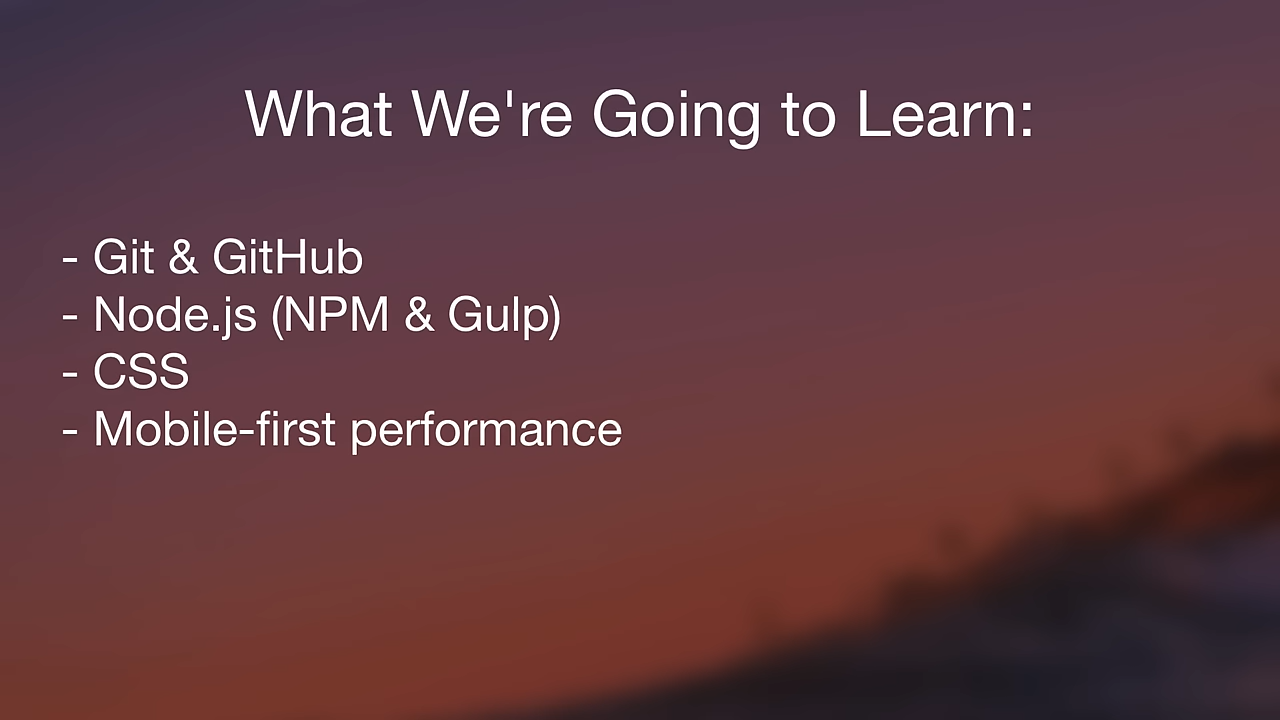 What We're Going to Learn:
- Git & GitHub
- Node.js (NPM & Gulp)
- CSS
- Mobile-first performance